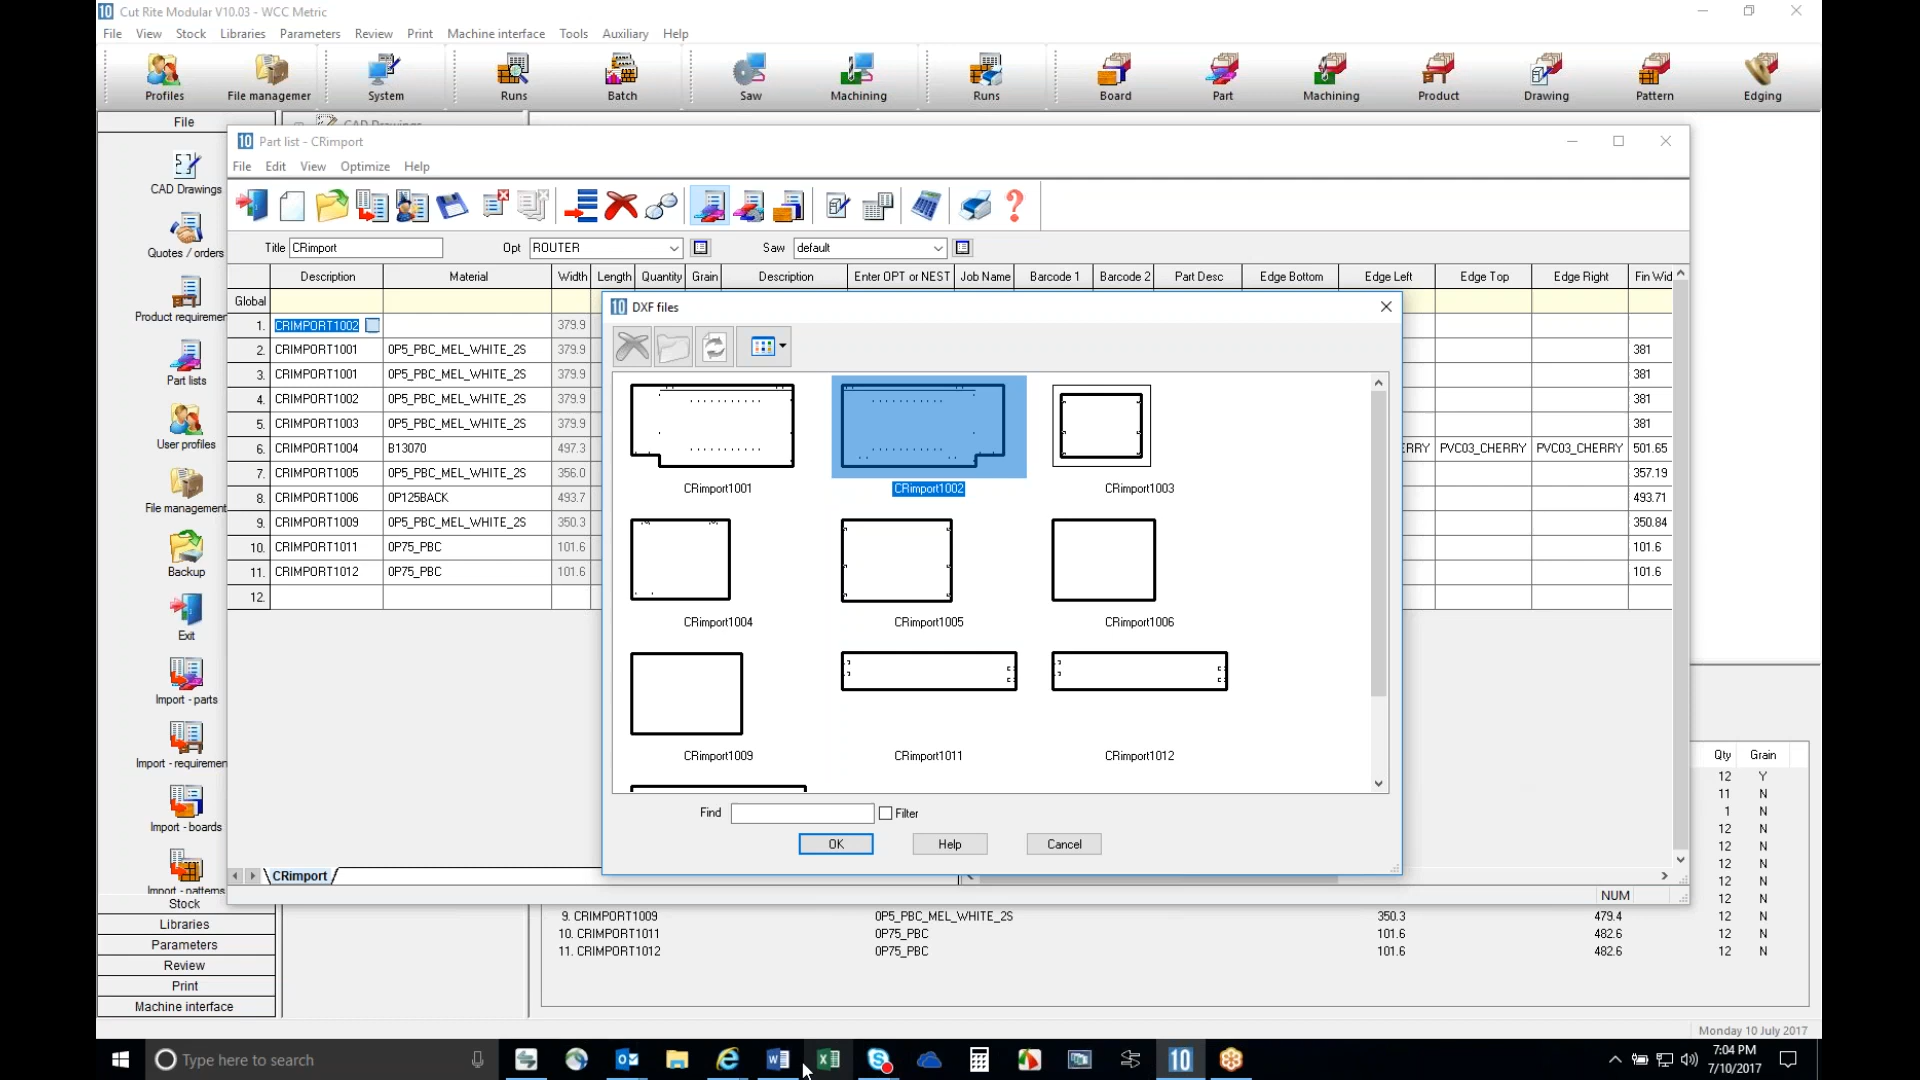 Cut Rite Modular V10.03 - WCC Metric
File View Stock Libraries Parameters Review Print Machine interface Tools Auxiliary Help
Profiles File management System Runs Batch Saw Machining Runs Board Part Machining Product Drawing Pattern Edging
File
CAD Drawings
Quotes / orders
Product requiremen
Part lists
User profiles
File management
Backup
Exit
Import - parts
Import - requiremen
Import - boards
Import - patterns
Stock
Libraries
Parameters
Review
Print
Machine interface
CAD Drawings
Part list - CRimport
File Edit View Optimize Help
Title CRimport Opt ROUTER Saw default
Description Material Width Length Quantity Grain Description Enter OPT or NEST Job Name Barcode 1 Barcode 2 Part Desc Edge Bottom Edge Left Edge Top Edge Right Fin Wid
Global
1. CRIMPORT1002 379.9
2. CRIMPORT1001 0P5_PBC_MEL_WHITE_2S 379.9 381
3. CRIMPORT1001 0P5_PBC_MEL_WHITE_2S 379.9 381
4. CRIMPORT1002 0P5_PBC_MEL_WHITE_2S 379.9 381
5. CRIMPORT1003 0P5_PBC_MEL_WHITE_2S 379.9 381
6. CRIMPORT1004 B13070 497.3 ERRY PVC03_CHERRY PVC03_CHERRY 501.65
7. CRIMPORT1005 0P5_PBC_MEL_WHITE_2S 356.0 357.19
8. CRIMPORT1006 0P125BACK 493.7 493.71
9. CRIMPORT1009 0P5_PBC_MEL_WHITE_2S 350.3 350.84
10. CRIMPORT1011 0P75_PBC 101.6 101.6
11. CRIMPORT1012 0P75_PBC 101.6 101.6
12.
CRimport
NUM
DXF files
CRimport1001 CRimport1002 CRimport1003
CRimport1004 CRimport1005 CRimport1006
CRimport1009 CRimport1011 CRimport1012
Find Filter
OK Help Cancel
Qty Grain
12 Y
11 N
1 N
12 N
12 N
12 N
12 N
12 N
9. CRIMPORT1009 0P5_PBC_MEL_WHITE_2S 350.3 479.4 12 N
10. CRIMPORT1011 0P75_PBC 101.6 482.6 12 N
11. CRIMPORT1012 0P75_PBC 101.6 482.6 12 N
Monday 10 July 2017
Type here to search
7:04 PM
7/10/2017